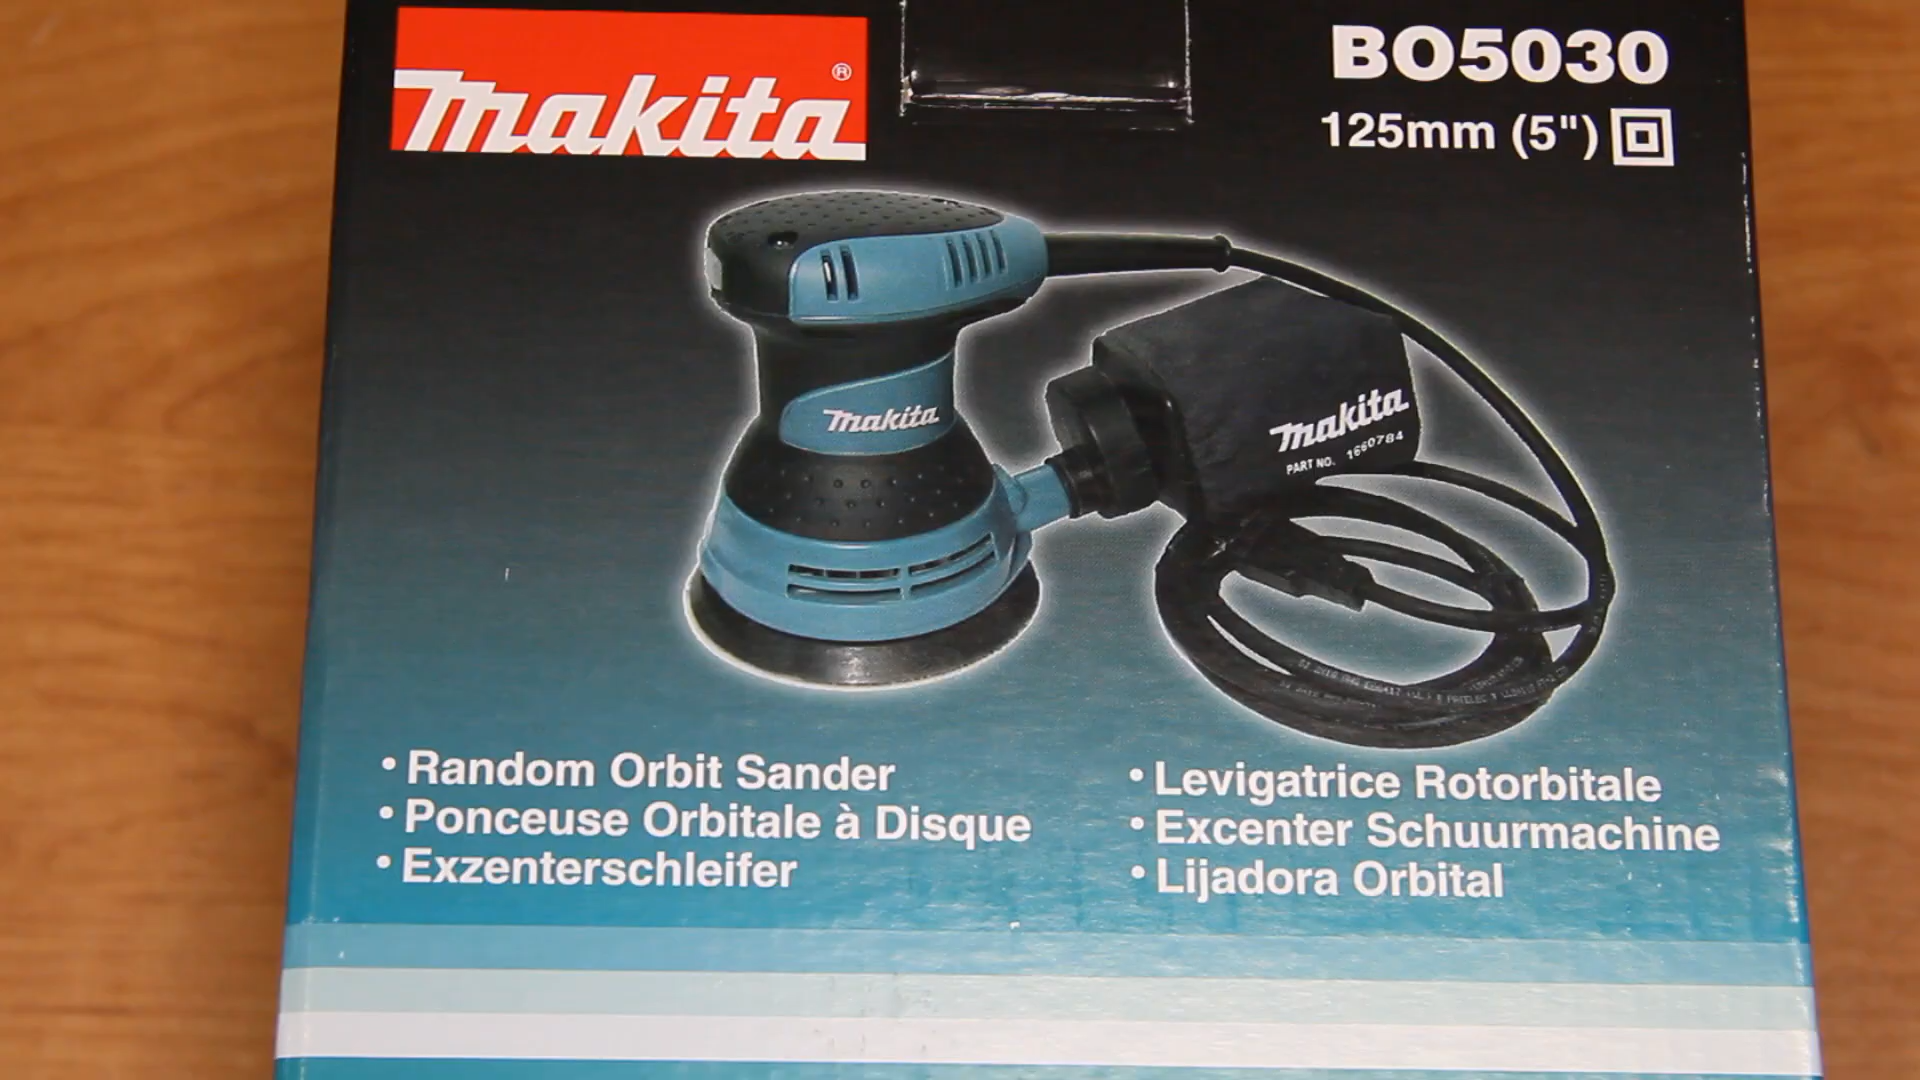 makita®
BO5030
125mm (5")
makita
makita
PART NO. 1660784
• Random Orbit Sander
• Ponceuse Orbitale à Disque
• Exzenterschleifer
• Levigatrice Rotorbitale
• Excenter Schuurmachine
• Lijadora Orbital